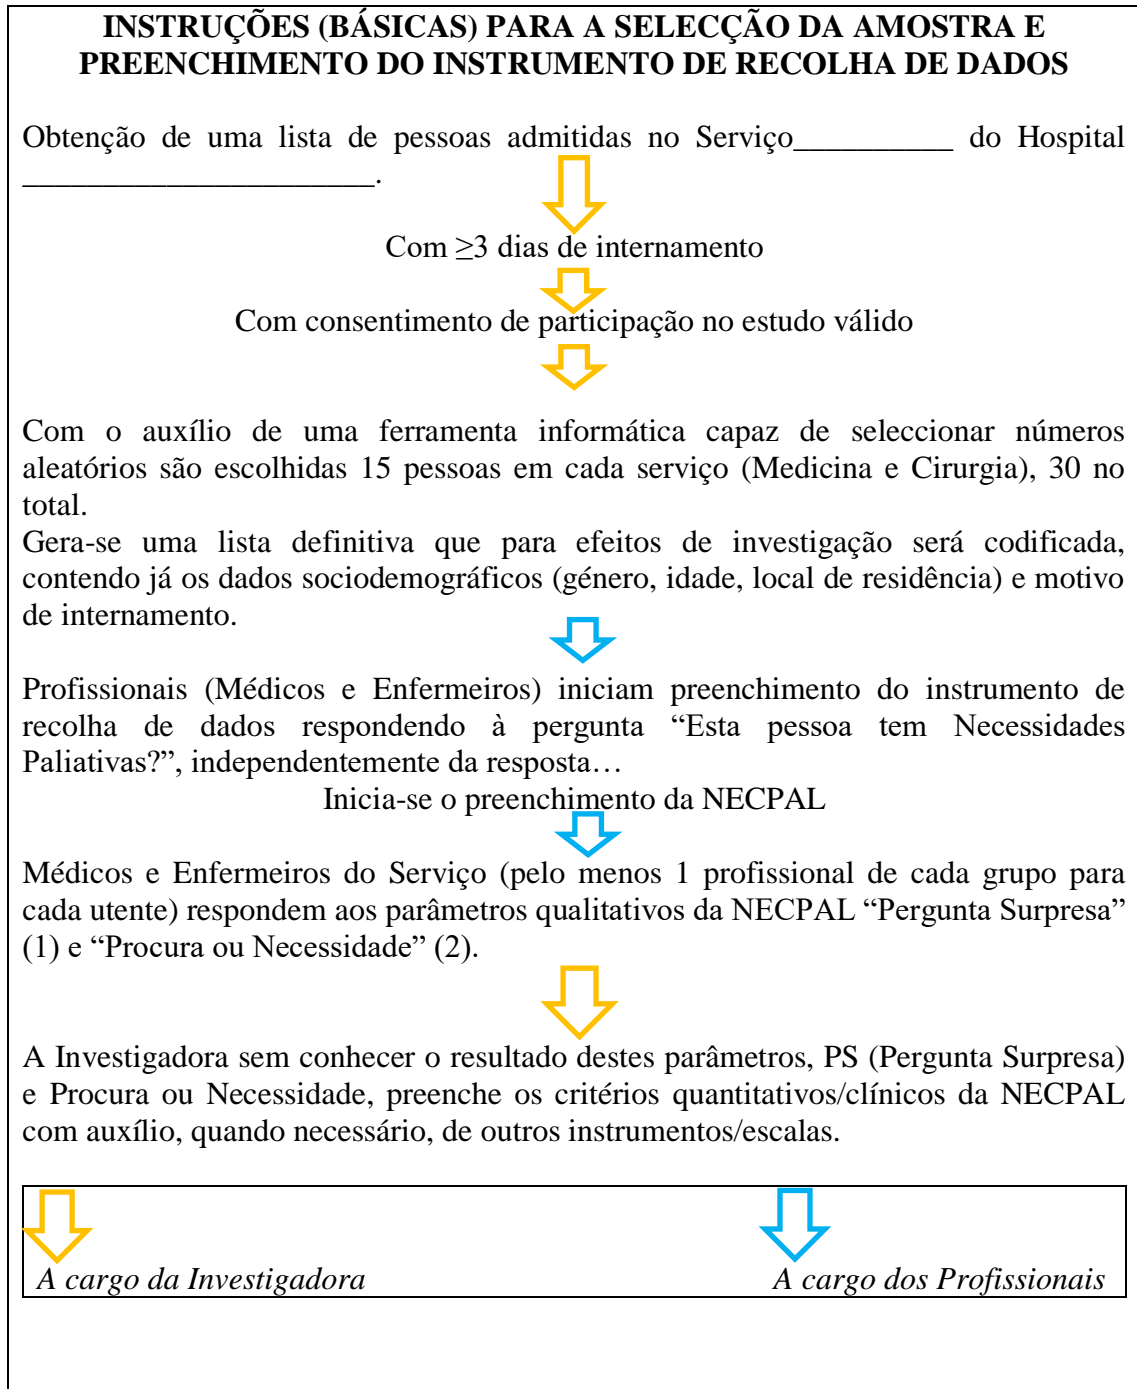 INSTRUÇÕES (BÁSICAS) PARA A SELECÇÃO DA AMOSTRA E
PREENCHIMENTO DO INSTRUMENTO DE RECOLHA DE DADOS
Obtenção de uma lista de pessoas admitidas no Serviço__________ do Hospital
______________________.
Com ≥3 dias de internamento
Com consentimento de participação no estudo válido
Com o auxílio de uma ferramenta informática capaz de seleccionar números
aleatórios são escolhidas 15 pessoas em cada serviço (Medicina e Cirurgia), 30 no
total.
Gera-se uma lista definitiva que para efeitos de investigação será codificada,
contendo já os dados sociodemográficos (género, idade, local de residência) e motivo
de internamento.
Profissionais (Médicos e Enfermeiros) iniciam preenchimento do instrumento de
recolha de dados respondendo à pergunta “Esta pessoa tem Necessidades
Paliativas?”, independentemente da resposta…
Inicia-se o preenchimento da NECPAL
Médicos e Enfermeiros do Serviço (pelo menos 1 profissional de cada grupo para
cada utente) respondem aos parâmetros qualitativos da NECPAL “Pergunta Surpresa”
(1) e “Procura ou Necessidade” (2).
A Investigadora sem conhecer o resultado destes parâmetros, PS (Pergunta Surpresa)
e Procura ou Necessidade, preenche os critérios quantitativos/clínicos da NECPAL
com auxílio, quando necessário, de outros instrumentos/escalas.
A cargo da Investigadora
A cargo dos Profissionais